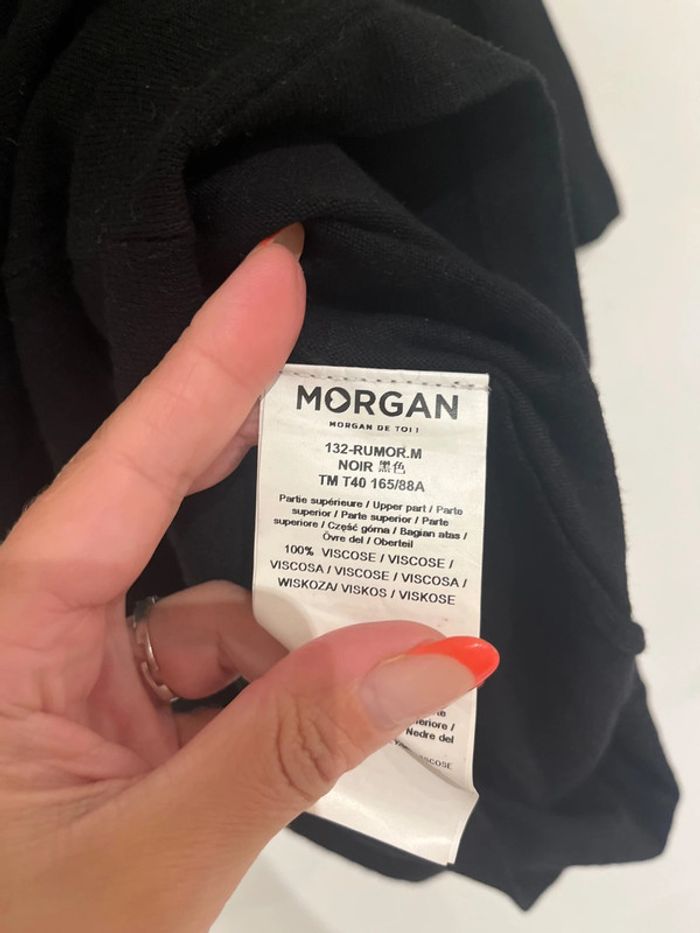 MORGAN
MORGAN DE TOI !
132-RUMOR.M
NOIR 黑色
TM T40 165/88A
Partie supérieure / Upper part / Parte
superior / Parte superior / Parte
superiore / Część górna / Bagian atas /
Övre del / Oberteil
100% VISCOSE / VISCOSE /
VISCOSA / VISCOSE / VISCOSA /
WISKOZA/ VISKOS / VISKOSE
Nedre del